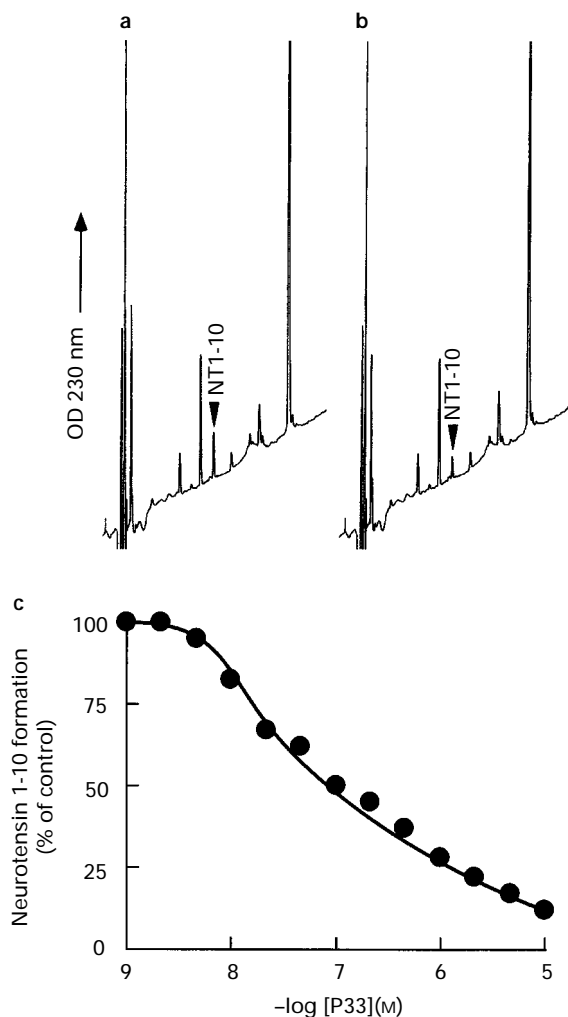 a
b
OD 230 nm
NT1-10
NT1-10
c
Neurotensin 1-10 formation
(% of control)
100
75
50
25
0
9 8 7 6 5
–log [P33](M)